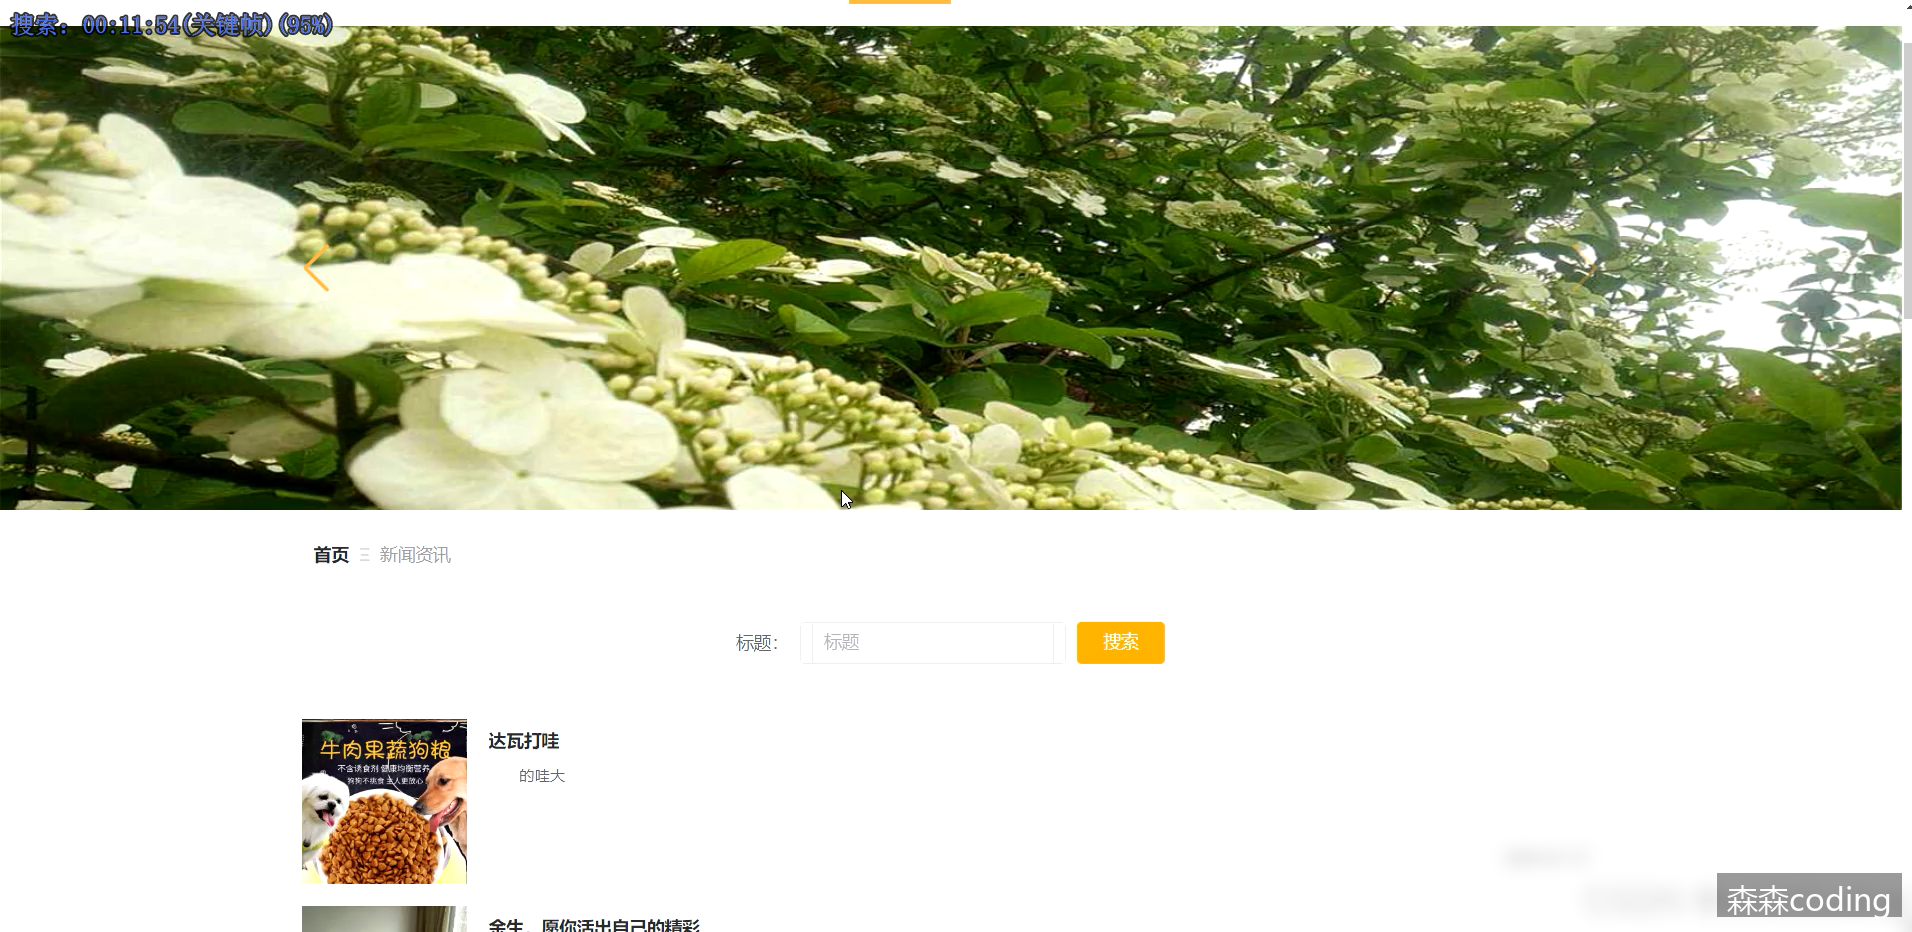 搜索: 00:11:54(关键帧)(95%)
首页 三 新闻资讯
标题: 标题 搜索
牛肉果蔬狗粮
不含诱食剂 健康均衡营养
狗狗不挑食 主人更放心
达瓦打哇
的哇大
余生，愿你活出自己的精彩
森森coding